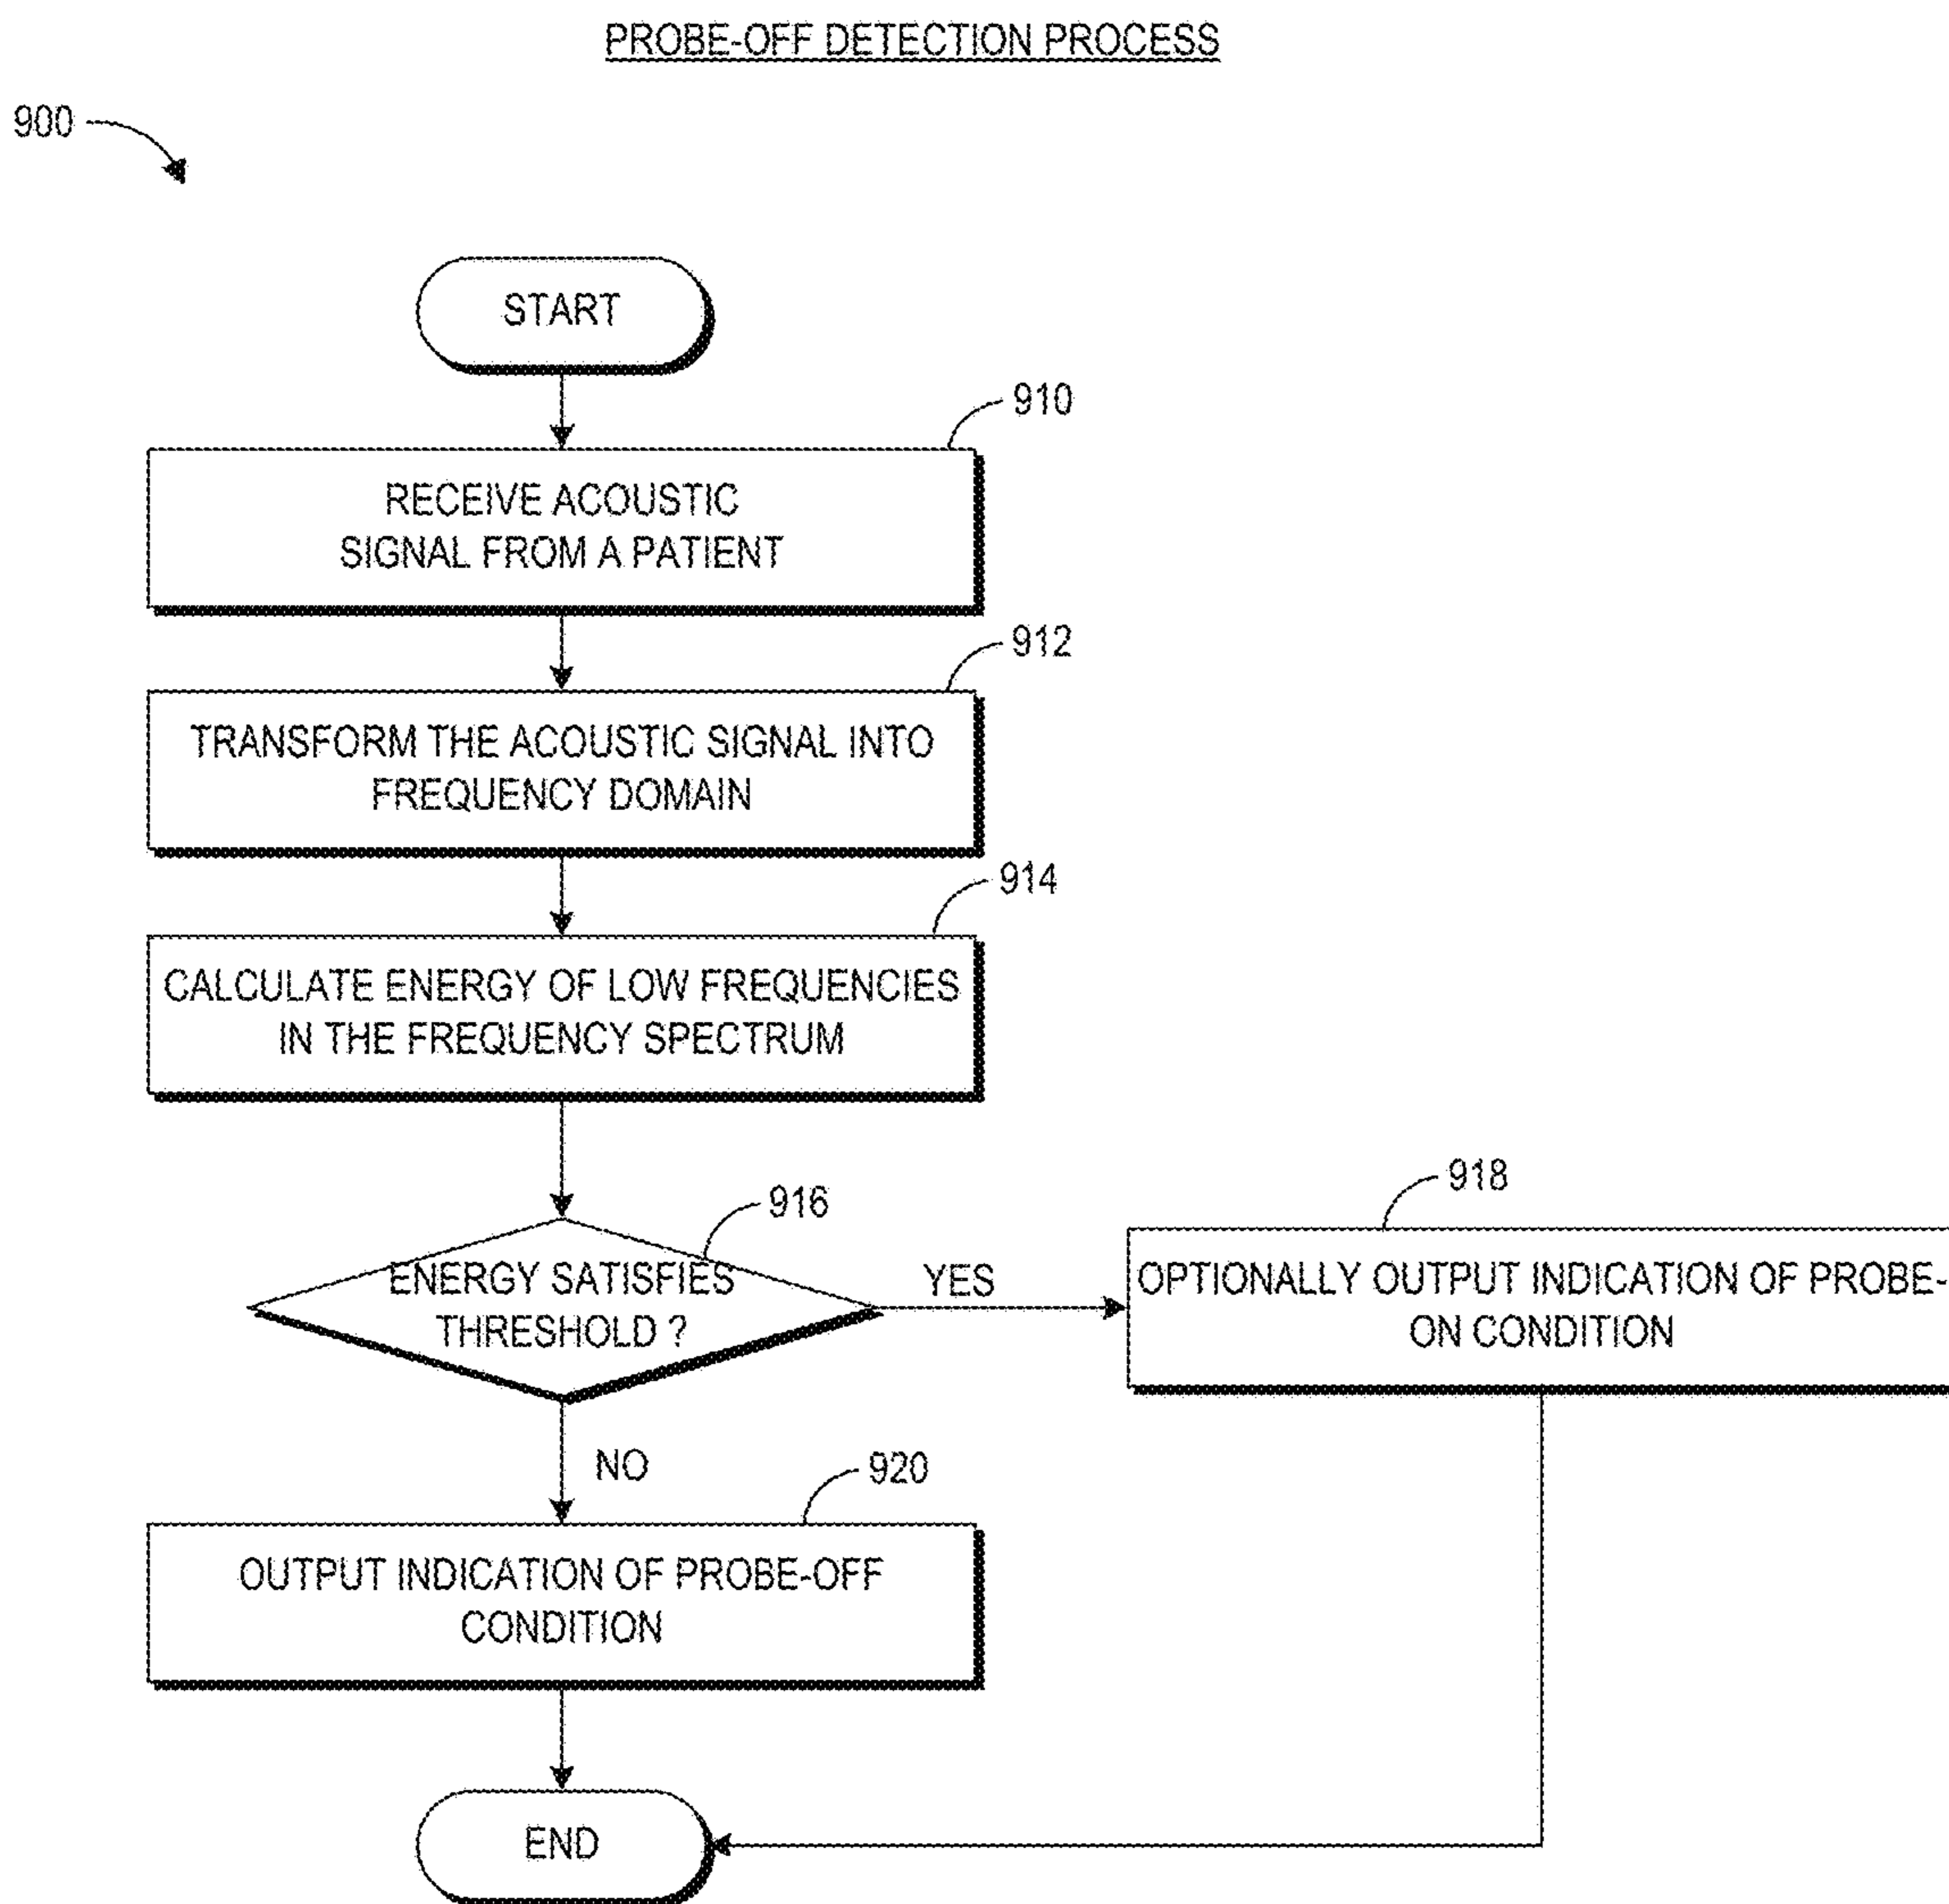 PROBE-OFF DETECTION PROCESS
900
START
910
RECEIVE ACOUSTIC
SIGNAL FROM A PATIENT
912
TRANSFORM THE ACOUSTIC SIGNAL INTO
FREQUENCY DOMAIN
914
CALCULATE ENERGY OF LOW FREQUENCIES
IN THE FREQUENCY SPECTRUM
916
ENERGY SATISFIES
THRESHOLD ?
YES
918
OPTIONALLY OUTPUT INDICATION OF PROBE-
ON CONDITION
NO
920
OUTPUT INDICATION OF PROBE-OFF
CONDITION
END